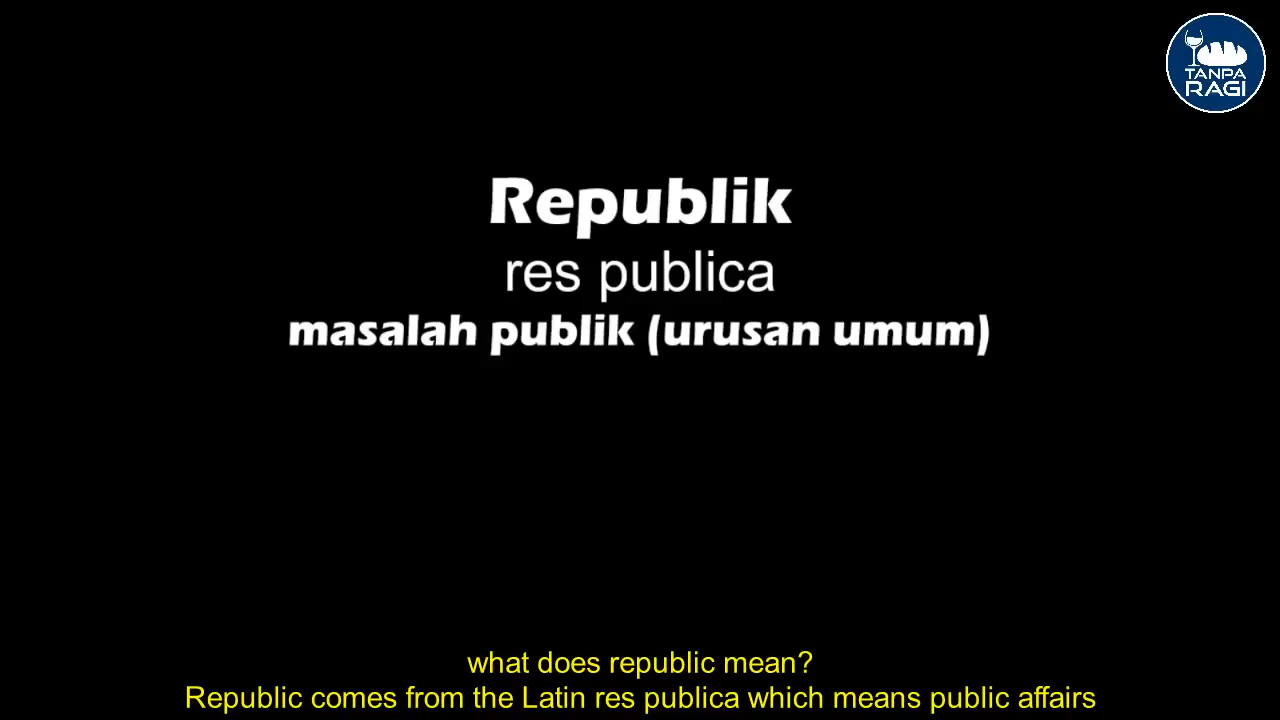 TANPA
RAGI
Republik
res publica
masalah publik (urusan umum)
what does republic mean?
Republic comes from the Latin res publica which means public affairs